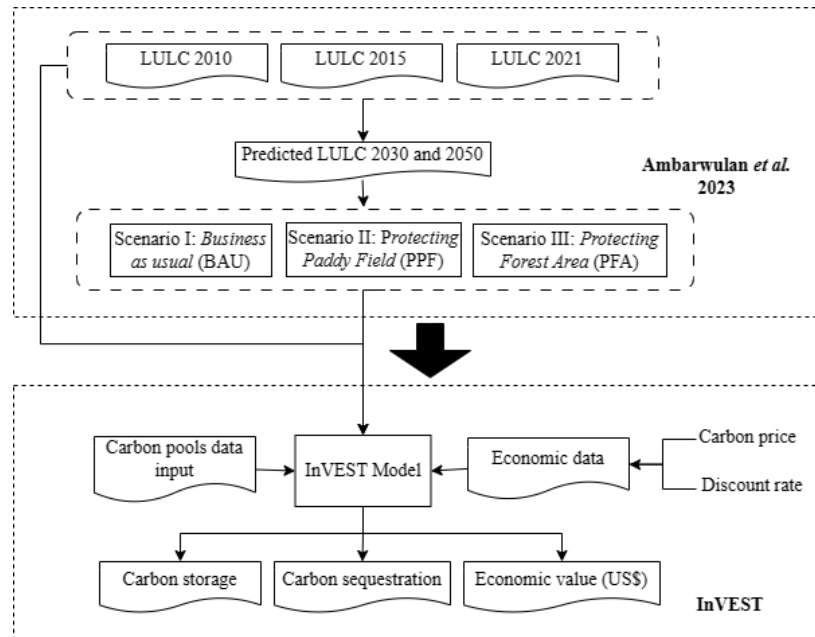 LULC 2010
LULC 2015
LULC 2021
Predicted LULC 2030 and 2050
Ambarwulan et al.
2023
Scenario I: Business
as usual (BAU)
Scenario II: Protecting
Paddy Field (PPF)
Scenario III: Protecting
Forest Area (PFA)
Carbon pools data
input
InVEST Model
Economic data
Carbon price
Discount rate
Carbon storage
Carbon sequestration
Economic value (US$)
InVEST